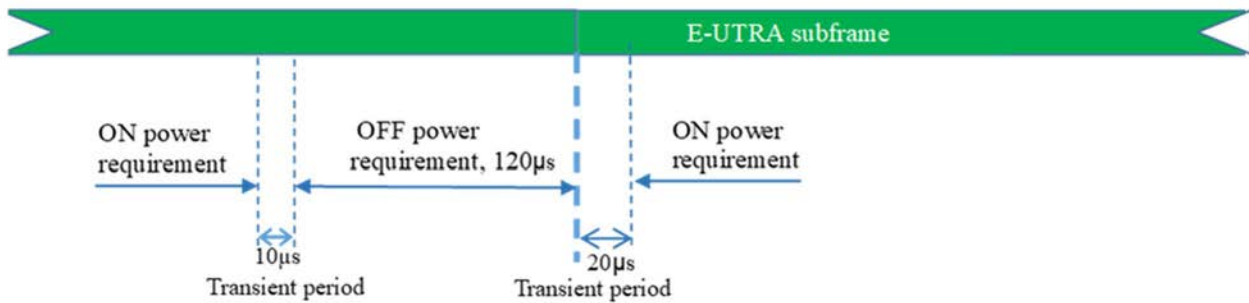 E-UTRA subframe
ON power
requirement
OFF power
requirement, 120µs
ON power
requirement
10µs
Transient period
20µs
Transient period